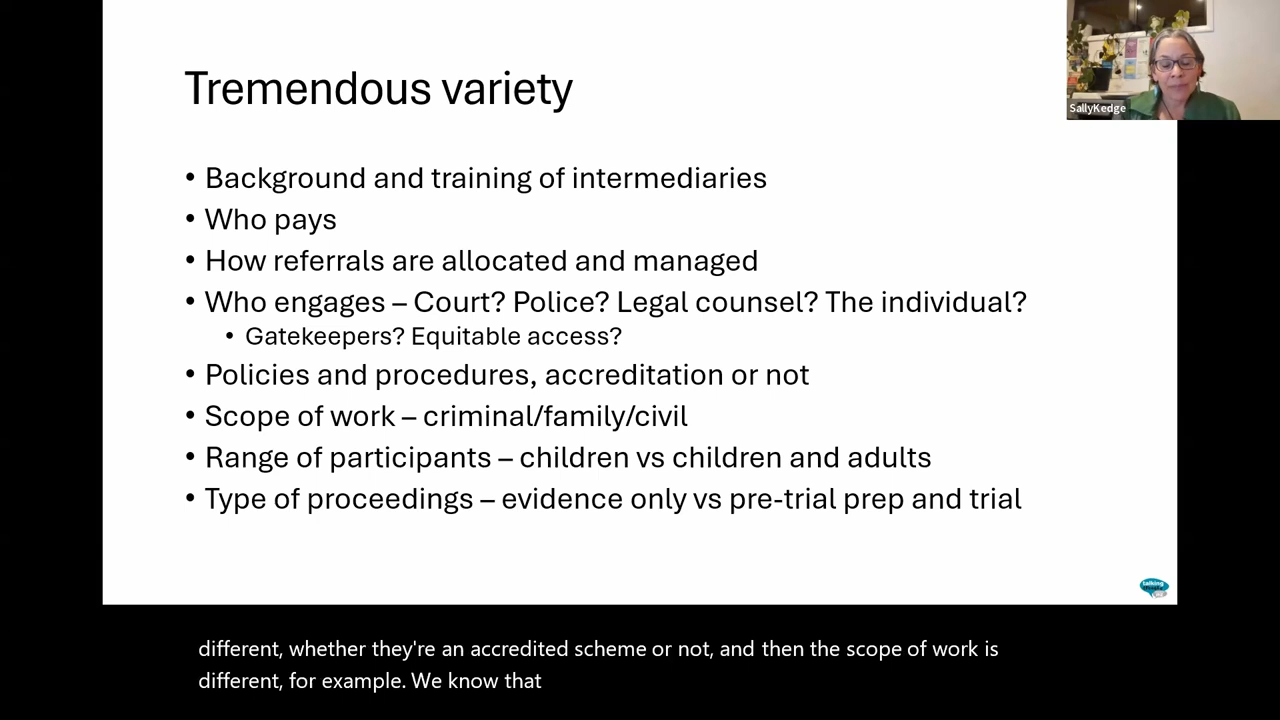 Tremendous variety
SallyKedge
• Background and training of intermediaries
• Who pays
• How referrals are allocated and managed
• Who engages – Court? Police? Legal counsel? The individual?
• Gatekeepers? Equitable access?
• Policies and procedures, accreditation or not
• Scope of work – criminal/family/civil
• Range of participants – children vs children and adults
• Type of proceedings – evidence only vs pre-trial prep and trial
talking
different, whether they're an accredited scheme or not, and then the scope of work is
different, for example. We know that